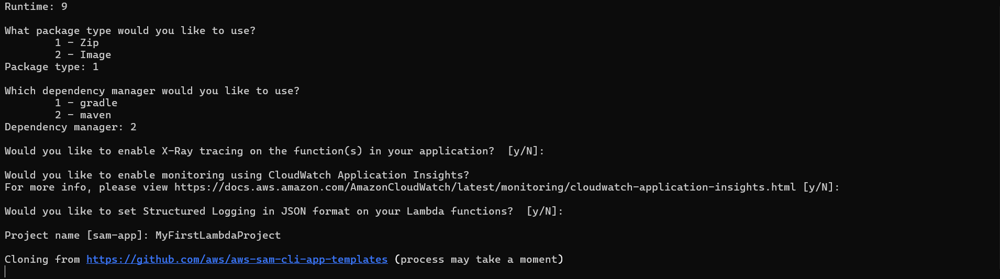 Runtime: 9
What package type would you like to use?
1 - Zip
2 - Image
Package type: 1
Which dependency manager would you like to use?
1 - gradle
2 - maven
Dependency manager: 2
Would you like to enable X-Ray tracing on the function(s) in your application?  [y/N]:
Would you like to enable monitoring using CloudWatch Application Insights?
For more info, please view https://docs.aws.amazon.com/AmazonCloudWatch/latest/monitoring/cloudwatch-application-insights.html [y/N]:
Would you like to set Structured Logging in JSON format on your Lambda functions?  [y/N]:
Project name [sam-app]: MyFirstLambdaProject
Cloning from https://github.com/aws/aws-sam-cli-app-templates (process may take a moment)